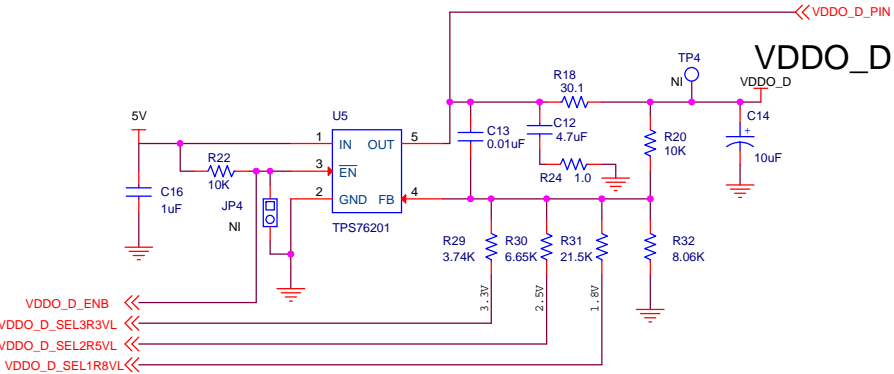 VDDO_D_PIN
VDDO_D
TP4
NI
VDDO_D
R18
30.1
C14
10uF
5V
U5
1 IN OUT 5
3 EN
2 GND FB 4
TPS76201
C13
0.01uF
C12
4.7uF
R24 1.0
R20
10K
R22
10K
C16
1uF
JP4
NI
R29
3.74K
R30
6.65K
R31
21.5K
R32
8.06K
3.3V
2.5V
1.8V
VDDO_D_ENB
VDDO_D_SEL3R3VL
VDDO_D_SEL2R5VL
VDDO_D_SEL1R8VL
+